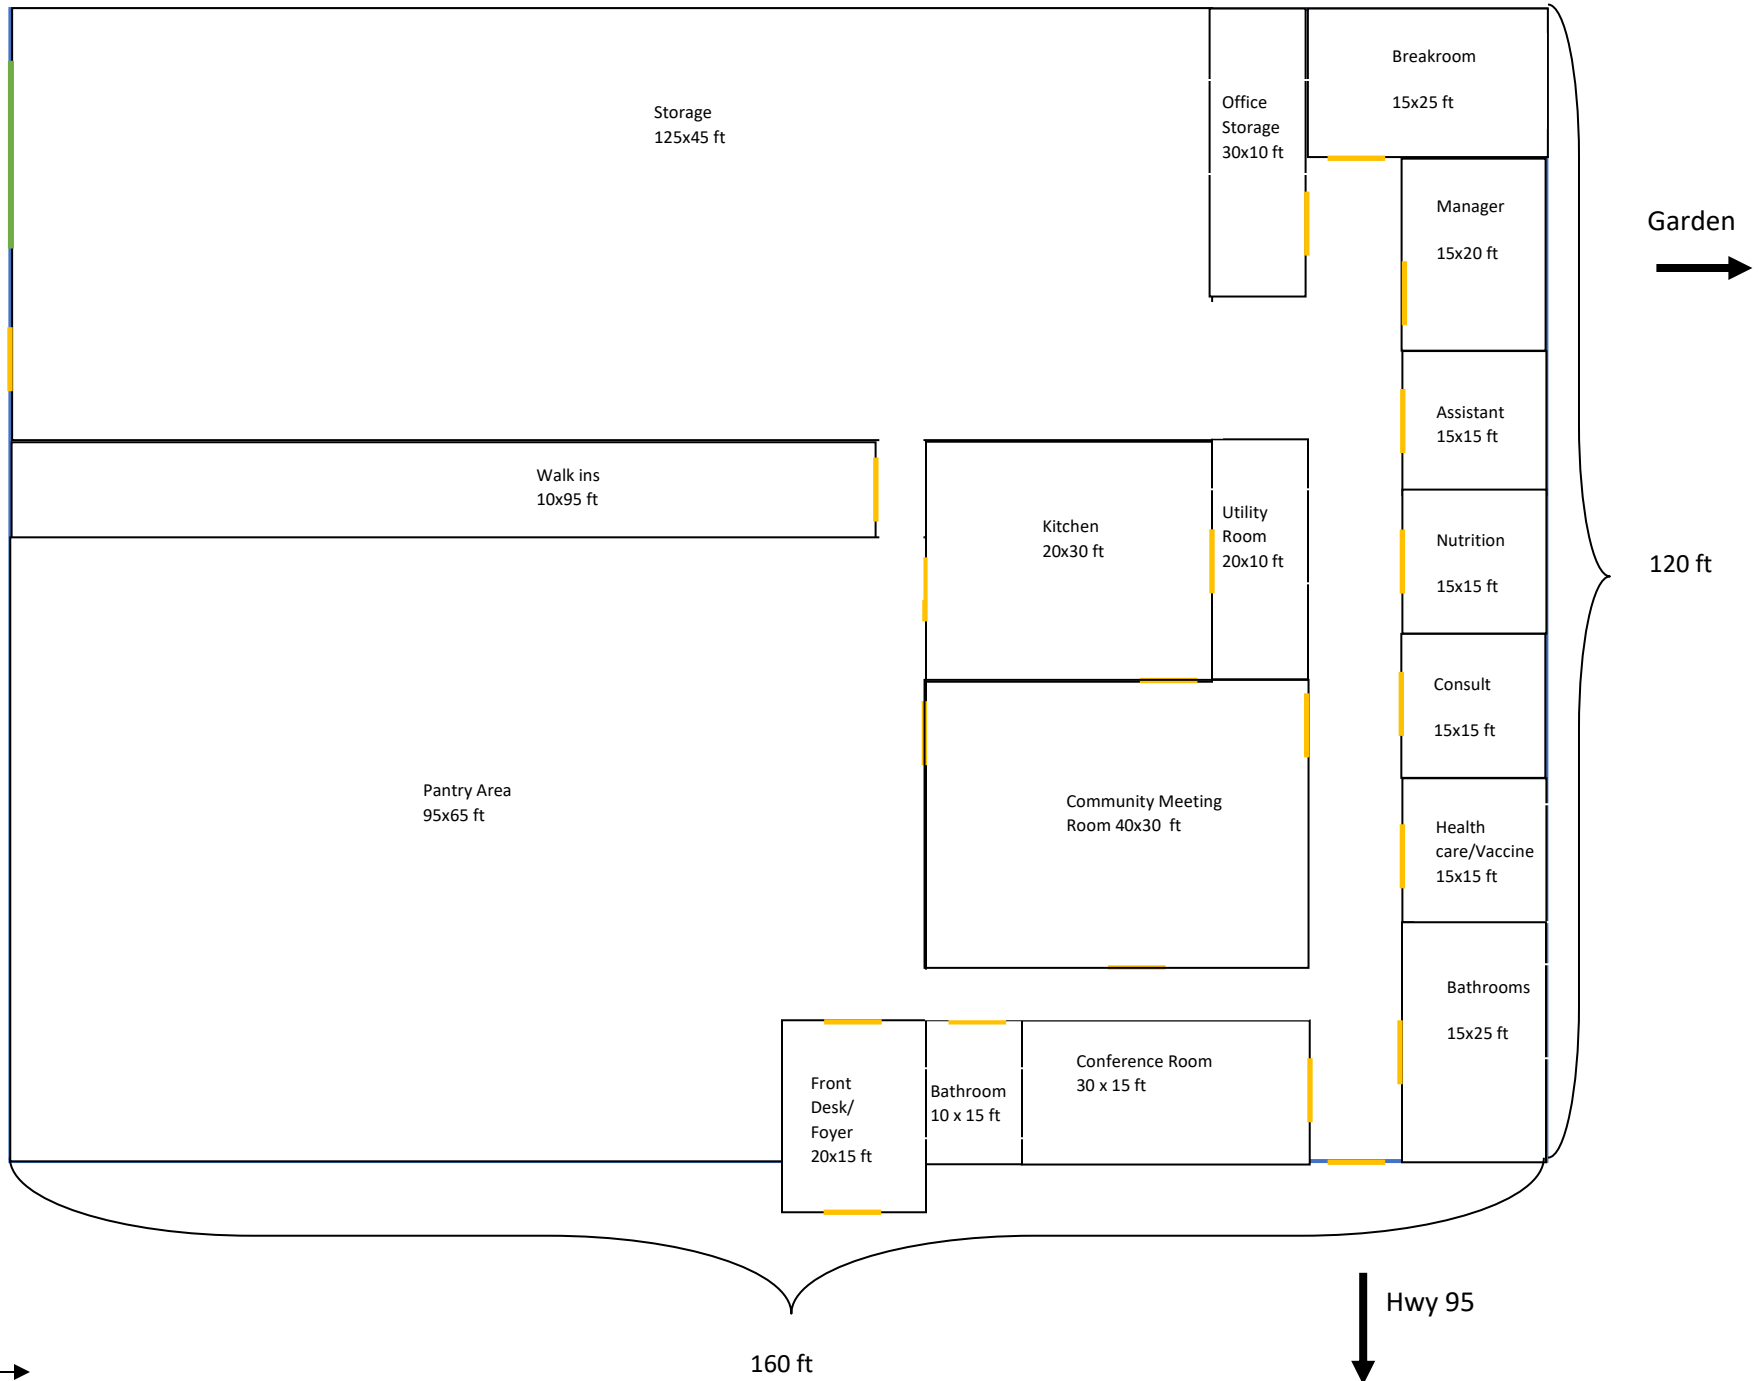 Breakroom
15x25 ft
Storage
125x45 ft
Office
Storage
30x10 ft
Manager
15x20 ft
Garden
Assistant
15x15 ft
Walk ins
10x95 ft
Kitchen
20x30 ft
Utility
Room
20x10 ft
Nutrition
15x15 ft
120 ft
Consult
15x15 ft
Pantry Area
95x65 ft
Community Meeting
Room 40x30  ft
Health
care/Vaccine
15x15 ft
Bathrooms
15x25 ft
Front
Desk/
Foyer
20x15 ft
Bathroom
10 x 15 ft
Conference Room
30 x 15 ft
Hwy 95
160 ft